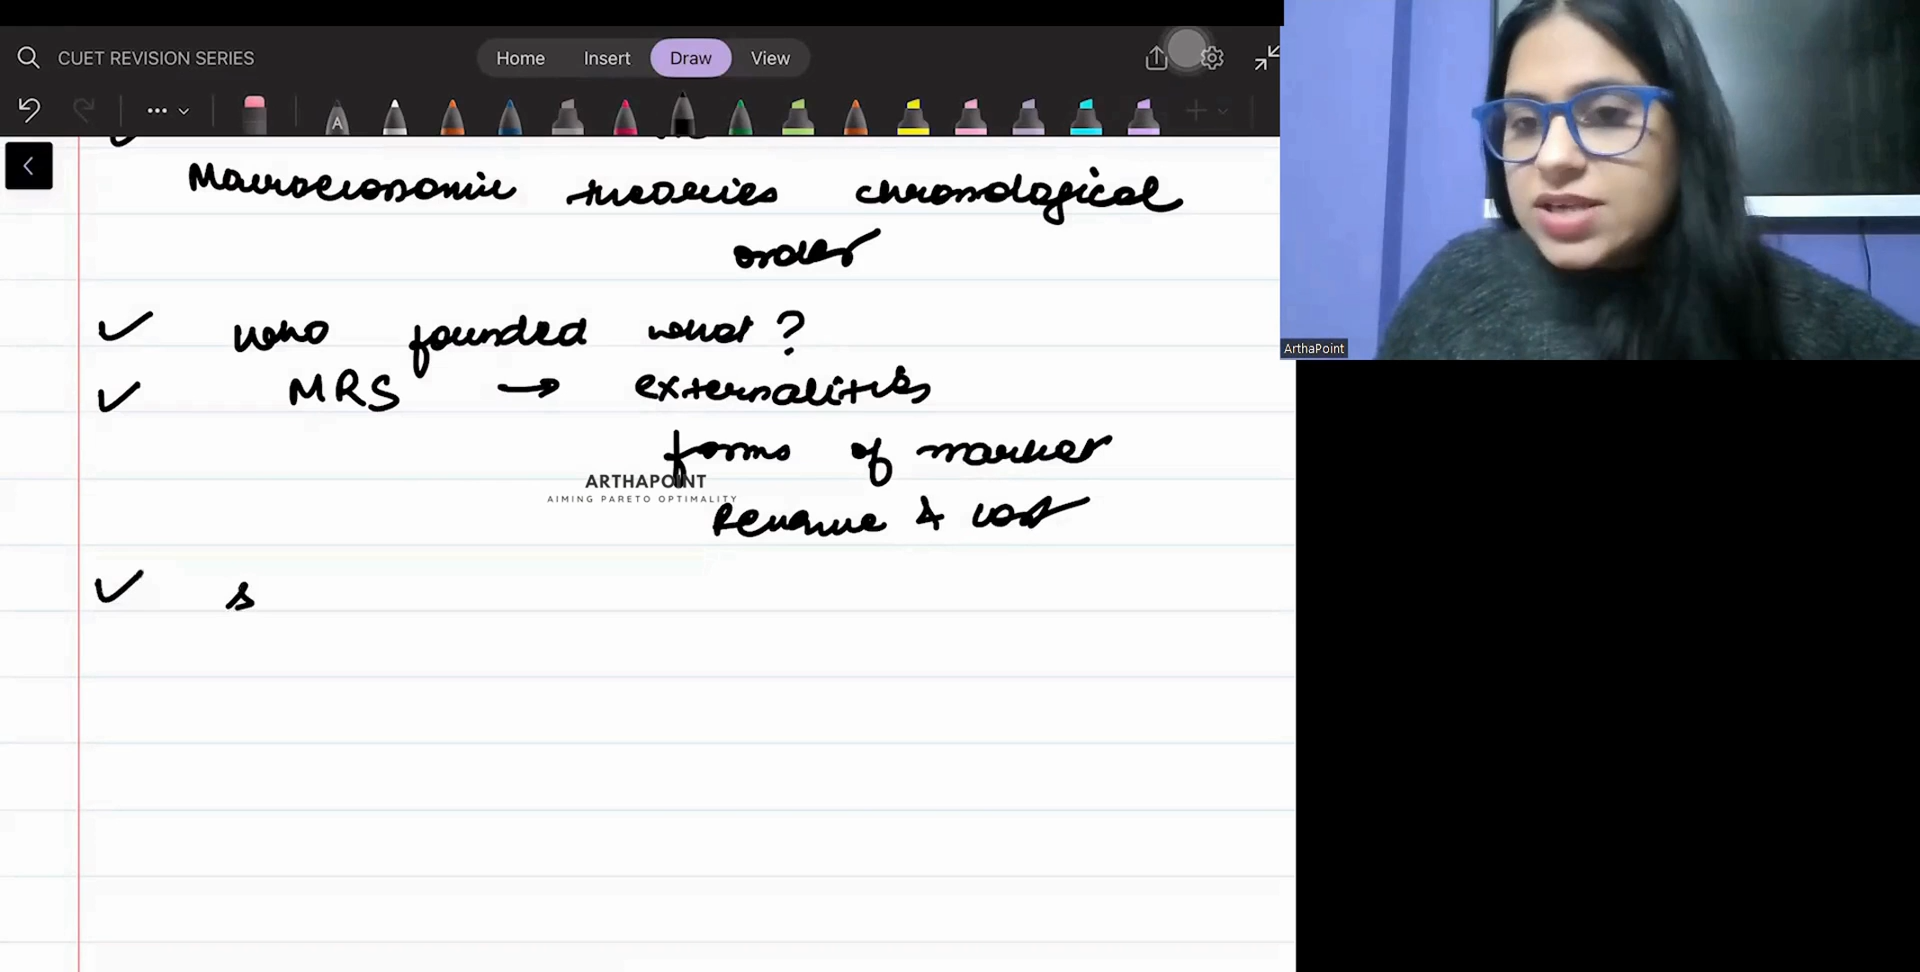 CUET REVISION SERIES
Home Insert Draw View
A
Macroeconomic theories chronological
order
who founded what?
MRS → externalities
forms of market
ARTHAPOINT
AIMING PARETO OPTIMALITY
Revenue & cost
s
ArthaPoint